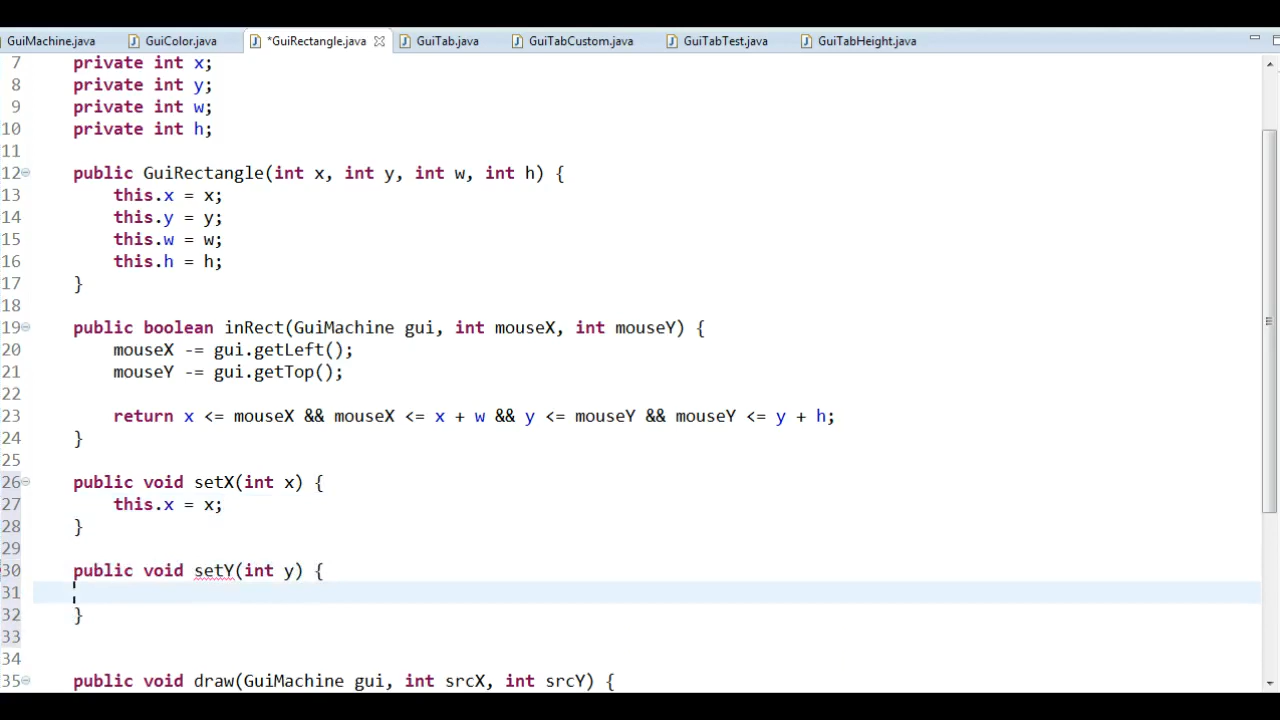 GuiMachine.java GuiColor.java *GuiRectangle.java GuiTab.java GuiTabCustom.java GuiTabTest.java GuiTabHeight.java
7 private int x;
8 private int y;
9 private int w;
10 private int h;
11
12 public GuiRectangle(int x, int y, int w, int h) {
13 this.x = x;
14 this.y = y;
15 this.w = w;
16 this.h = h;
17 }
18
19 public boolean inRect(GuiMachine gui, int mouseX, int mouseY) {
20 mouseX -= gui.getLeft();
21 mouseY -= gui.getTop();
22
23 return x <= mouseX && mouseX <= x + w && y <= mouseY && mouseY <= y + h;
24 }
25
26 public void setX(int x) {
27 this.x = x;
28 }
29
30 public void setY(int y) {
31
32 }
33
34
35 public void draw(GuiMachine gui, int srcX, int srcY) {